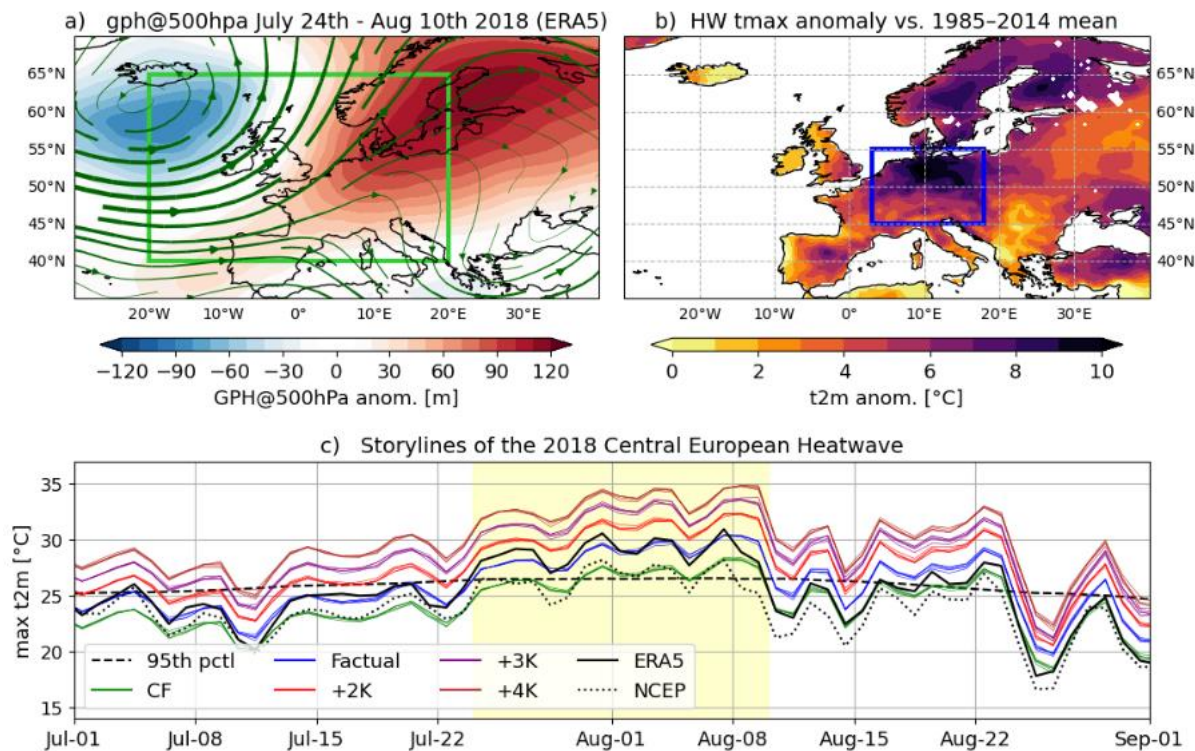 a) gph@500hpa July 24th - Aug 10th 2018 (ERA5)
b) HW tmax anomaly vs. 1985–2014 mean
65°N
60°N
55°N
50°N
45°N
40°N
20°W 10°W 0° 10°E 20°E 30°E
65°N
60°N
55°N
50°N
45°N
40°N
20°W 10°W 0° 10°E 20°E 30°E
−120 −90 −60 −30 0 30 60 90 120
GPH@500hPa anom. [m]
0 2 4 6 8 10
t2m anom. [°C]
c) Storylines of the 2018 Central European Heatwave
max t2m [°C]
35
30
25
20
15
95th pctl Factual +3K ERA5
CF +2K +4K NCEP
Jul-01 Jul-08 Jul-15 Jul-22 Aug-01 Aug-08 Aug-15 Aug-22 Sep-01